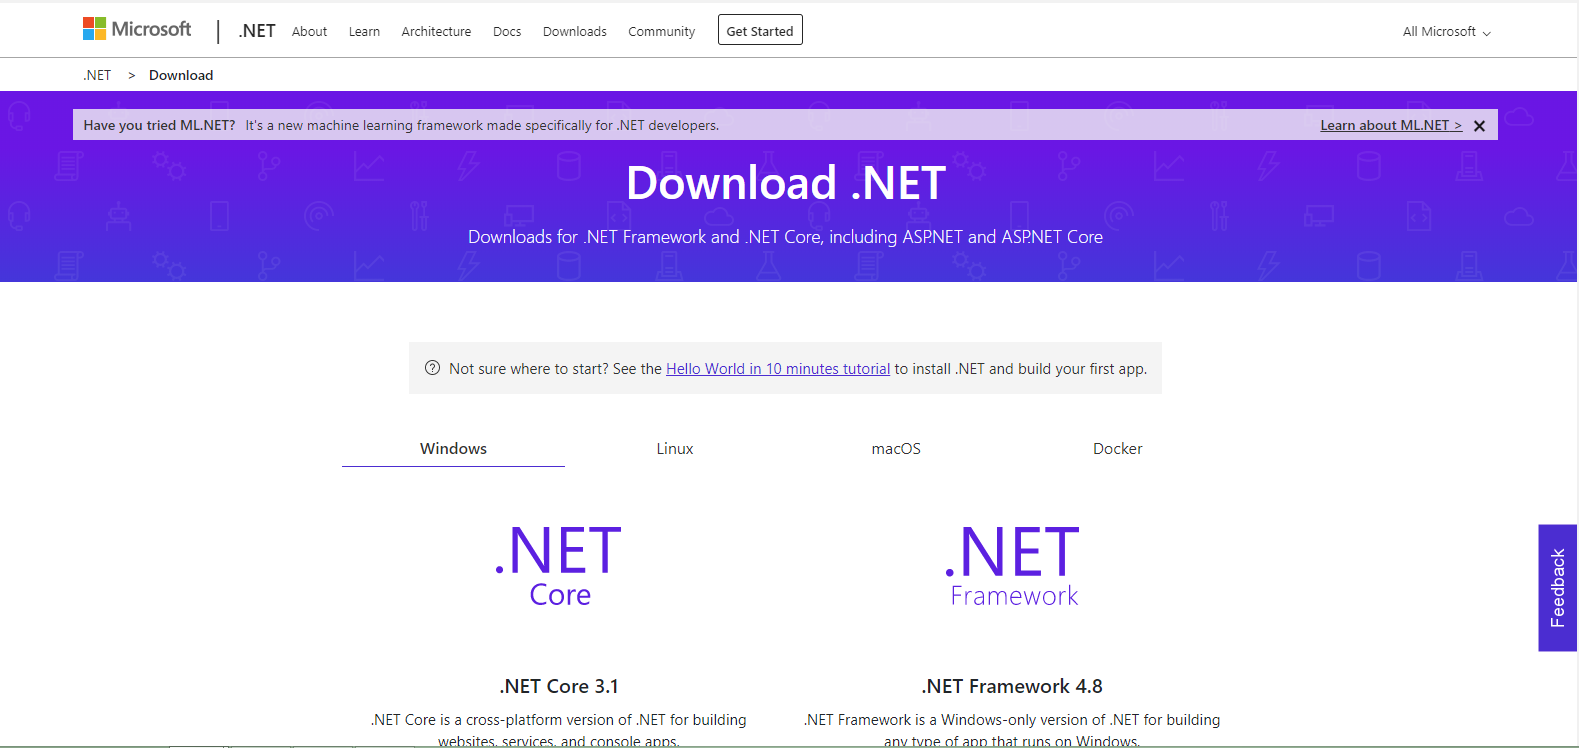 Microsoft
.NET About Learn Architecture Docs Downloads Community Get Started All Microsoft
.NET > Download
Have you tried ML.NET? It's a new machine learning framework made specifically for .NET developers. Learn about ML.NET >
Download .NET
Downloads for .NET Framework and .NET Core, including ASP.NET and ASP.NET Core
Not sure where to start? See the Hello World in 10 minutes tutorial to install .NET and build your first app.
Windows Linux macOS Docker
.NET
Core
.NET
Framework
Feedback
.NET Core 3.1
.NET Core is a cross-platform version of .NET for building
websites, services, and console apps.
.NET Framework 4.8
.NET Framework is a Windows-only version of .NET for building
any type of app that runs on Windows.